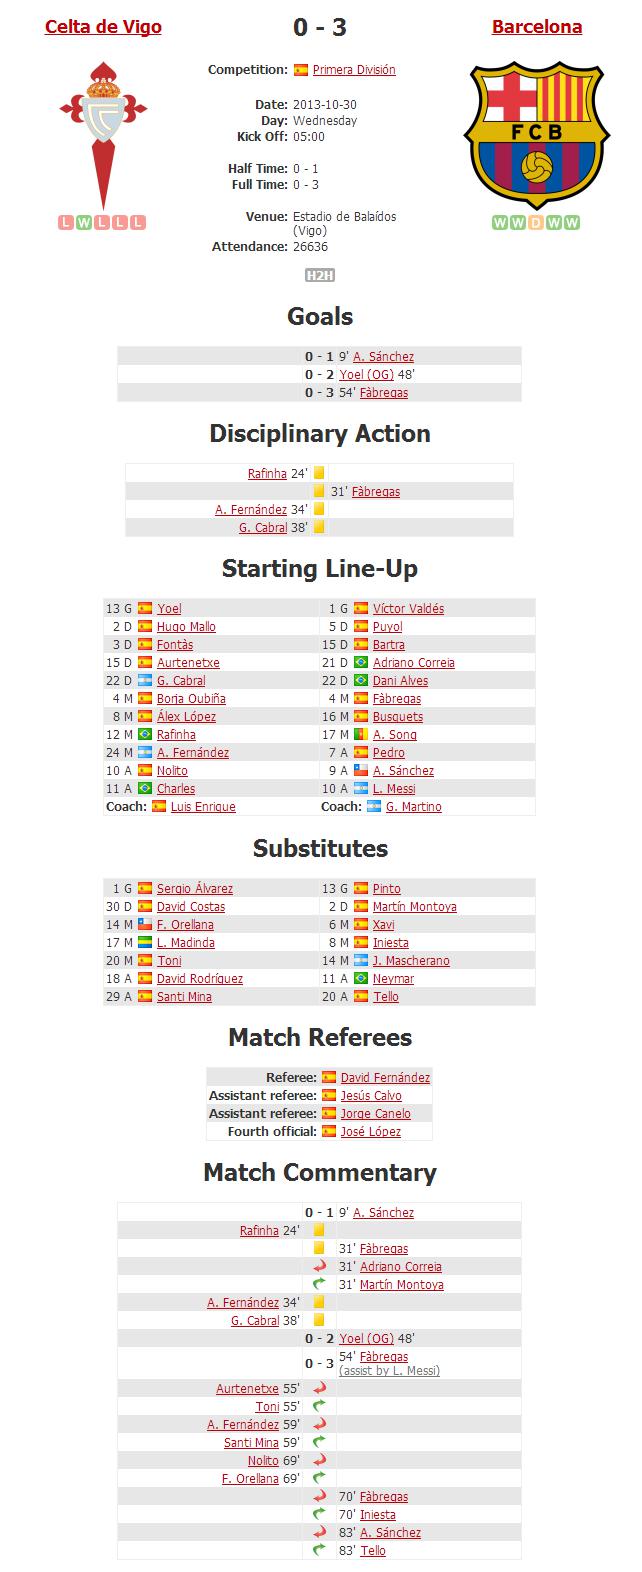 Celta de Vigo 0 - 3 Barcelona
Competition: Primera División
Date: 2013-10-30
Day: Wednesday
Kick Off: 05:00
Half Time: 0 - 1
Full Time: 0 - 3
Venue: Estadio de Balaídos
(Vigo)
Attendance: 26636
FCB
L W L L L
W W D W W
H2H
Goals
0 - 1 9' A. Sánchez
0 - 2 Yoel (OG) 48'
0 - 3 54' Fàbregas
Disciplinary Action
Rafinha 24'
31' Fàbregas
A. Fernández 34'
G. Cabral 38'
Starting Line-Up
13 G Yoel 1 G Víctor Valdés
2 D Hugo Mallo 5 D Puyol
3 D Fontàs 15 D Bartra
15 D Aurtenetxe 21 D Adriano Correia
22 D G. Cabral 22 D Dani Alves
4 M Borja Oubiña 4 M Fàbregas
8 M Álex López 16 M Busquets
12 M Rafinha 17 M A. Song
24 M A. Fernández 7 A Pedro
10 A Nolito 9 A A. Sánchez
11 A Charles 10 A L. Messi
Coach: Luis Enrique Coach: G. Martino
Substitutes
1 G Sergio Álvarez 13 G Pinto
30 D David Costas 2 D Martín Montoya
14 M F. Orellana 6 M Xavi
17 M L. Madinda 8 M Iniesta
20 M Toni 14 M J. Mascherano
18 A David Rodríguez 11 A Neymar
29 A Santi Mina 20 A Tello
Match Referees
Referee: David Fernández
Assistant referee: Jesús Calvo
Assistant referee: Jorge Canelo
Fourth official: José López
Match Commentary
0 - 1 9' A. Sánchez
Rafinha 24'
31' Fàbregas
31' Adriano Correia
31' Martín Montoya
A. Fernández 34'
G. Cabral 38'
0 - 2 Yoel (OG) 48'
0 - 3 54' Fàbregas
(assist by L. Messi)
Aurtenetxe 55'
Toni 55'
A. Fernández 59'
Santi Mina 59'
Nolito 69'
F. Orellana 69'
70' Fàbregas
70' Iniesta
83' A. Sánchez
83' Tello